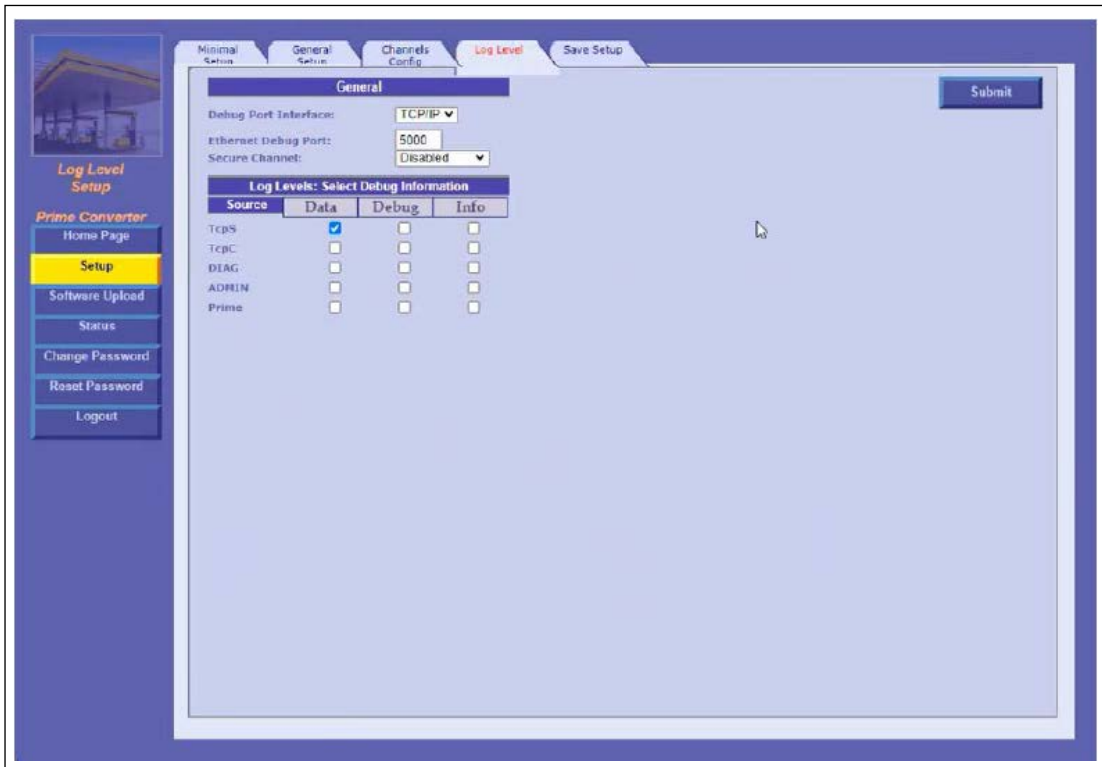 Minimal Setup
General Setup
Channels Config
Log Level
Save Setup
Log Level Setup
Prime Converter
Home Page
Setup
Software Upload
Status
Change Password
Reset Password
Logout
General
Submit
Debug Port Interface: TCP/IP
Ethernet Debug Port: 5000
Secure Channel: Disabled
Log Levels: Select Debug Information
Source Data Debug Info
TcpS
TcpC
DIAG
ADMIN
Prime